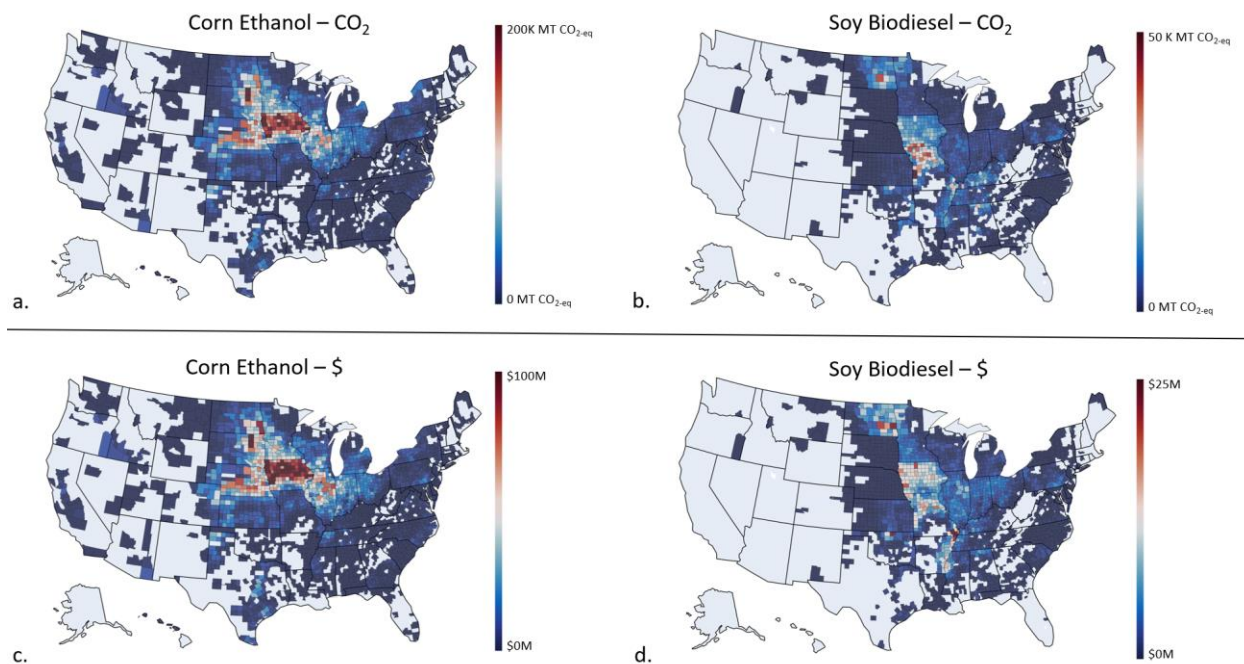 Corn Ethanol – CO2
200K MT CO2-eq
0 MT CO2-eq
a.
Soy Biodiesel – CO2
50 K MT CO2-eq
0 MT CO2-eq
b.
Corn Ethanol – $
$100M
$0M
c.
Soy Biodiesel – $
$25M
$0M
d.